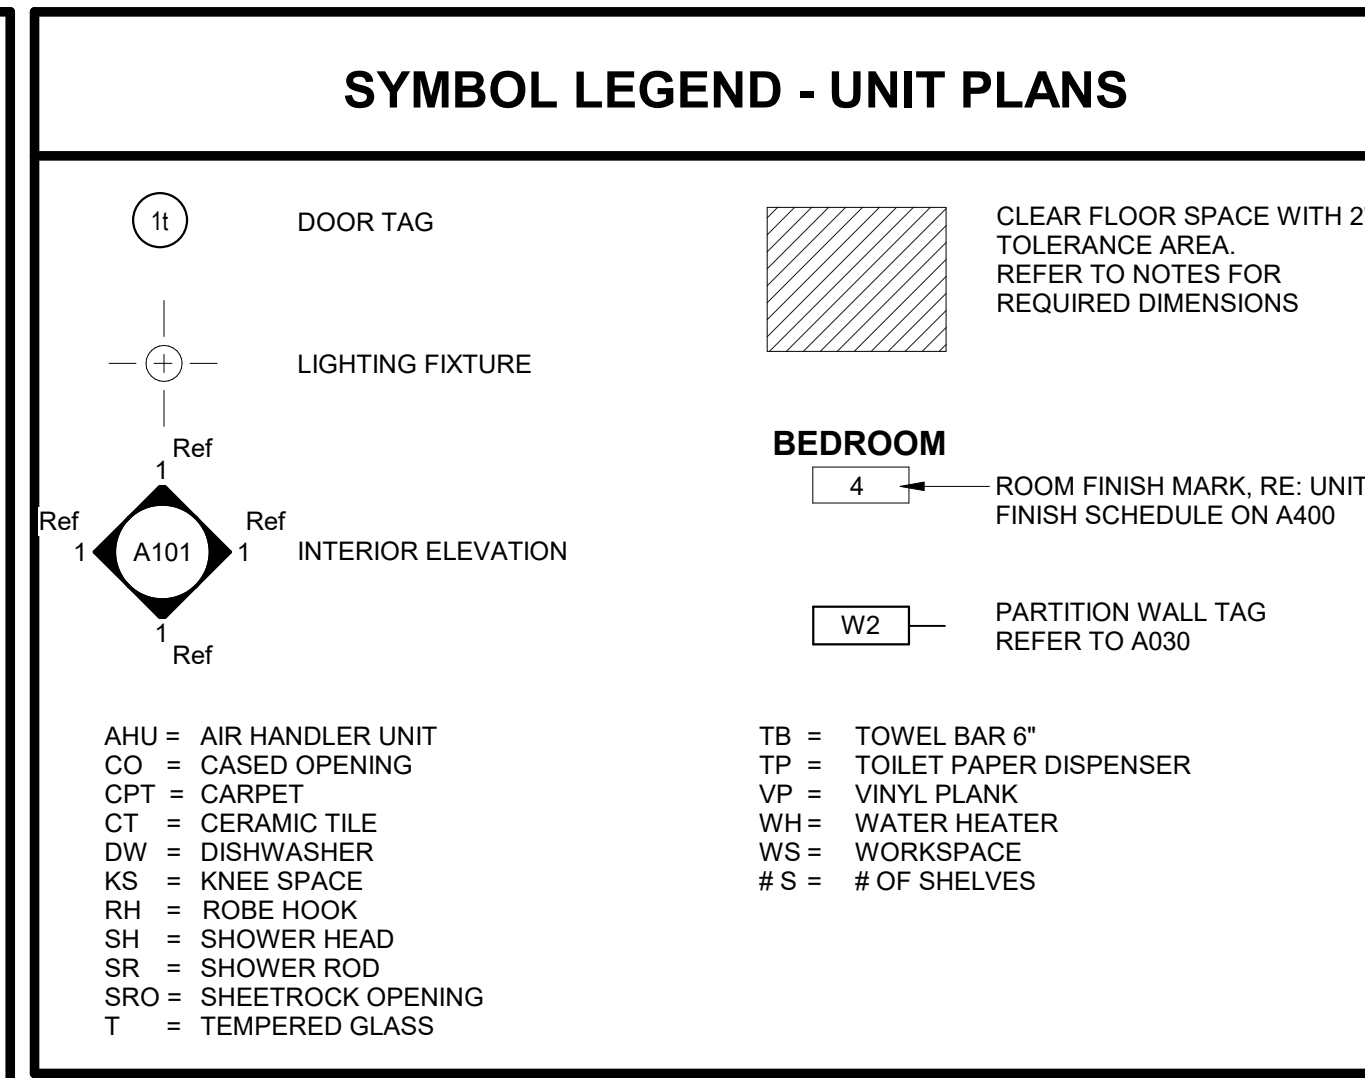 SYMBOL LEGEND - UNIT PLANS
1t
DOOR TAG
LIGHTING FIXTURE
Ref
1
Ref
1
A101
Ref
1
1
Ref
INTERIOR ELEVATION
CLEAR FLOOR SPACE WITH 2"
TOLERANCE AREA.
REFER TO NOTES FOR
REQUIRED DIMENSIONS
BEDROOM
4
ROOM FINISH MARK, RE: UNIT
FINISH SCHEDULE ON A400
W2
PARTITION WALL TAG
REFER TO A030
AHU = AIR HANDLER UNIT
CO = CASED OPENING
CPT = CARPET
CT = CERAMIC TILE
DW = DISHWASHER
KS = KNEE SPACE
RH = ROBE HOOK
SH = SHOWER HEAD
SR = SHOWER ROD
SRO = SHEETROCK OPENING
T = TEMPERED GLASS
TB = TOWEL BAR 6"
TP = TOILET PAPER DISPENSER
VP = VINYL PLANK
WH = WATER HEATER
WS = WORKSPACE
# S = # OF SHELVES